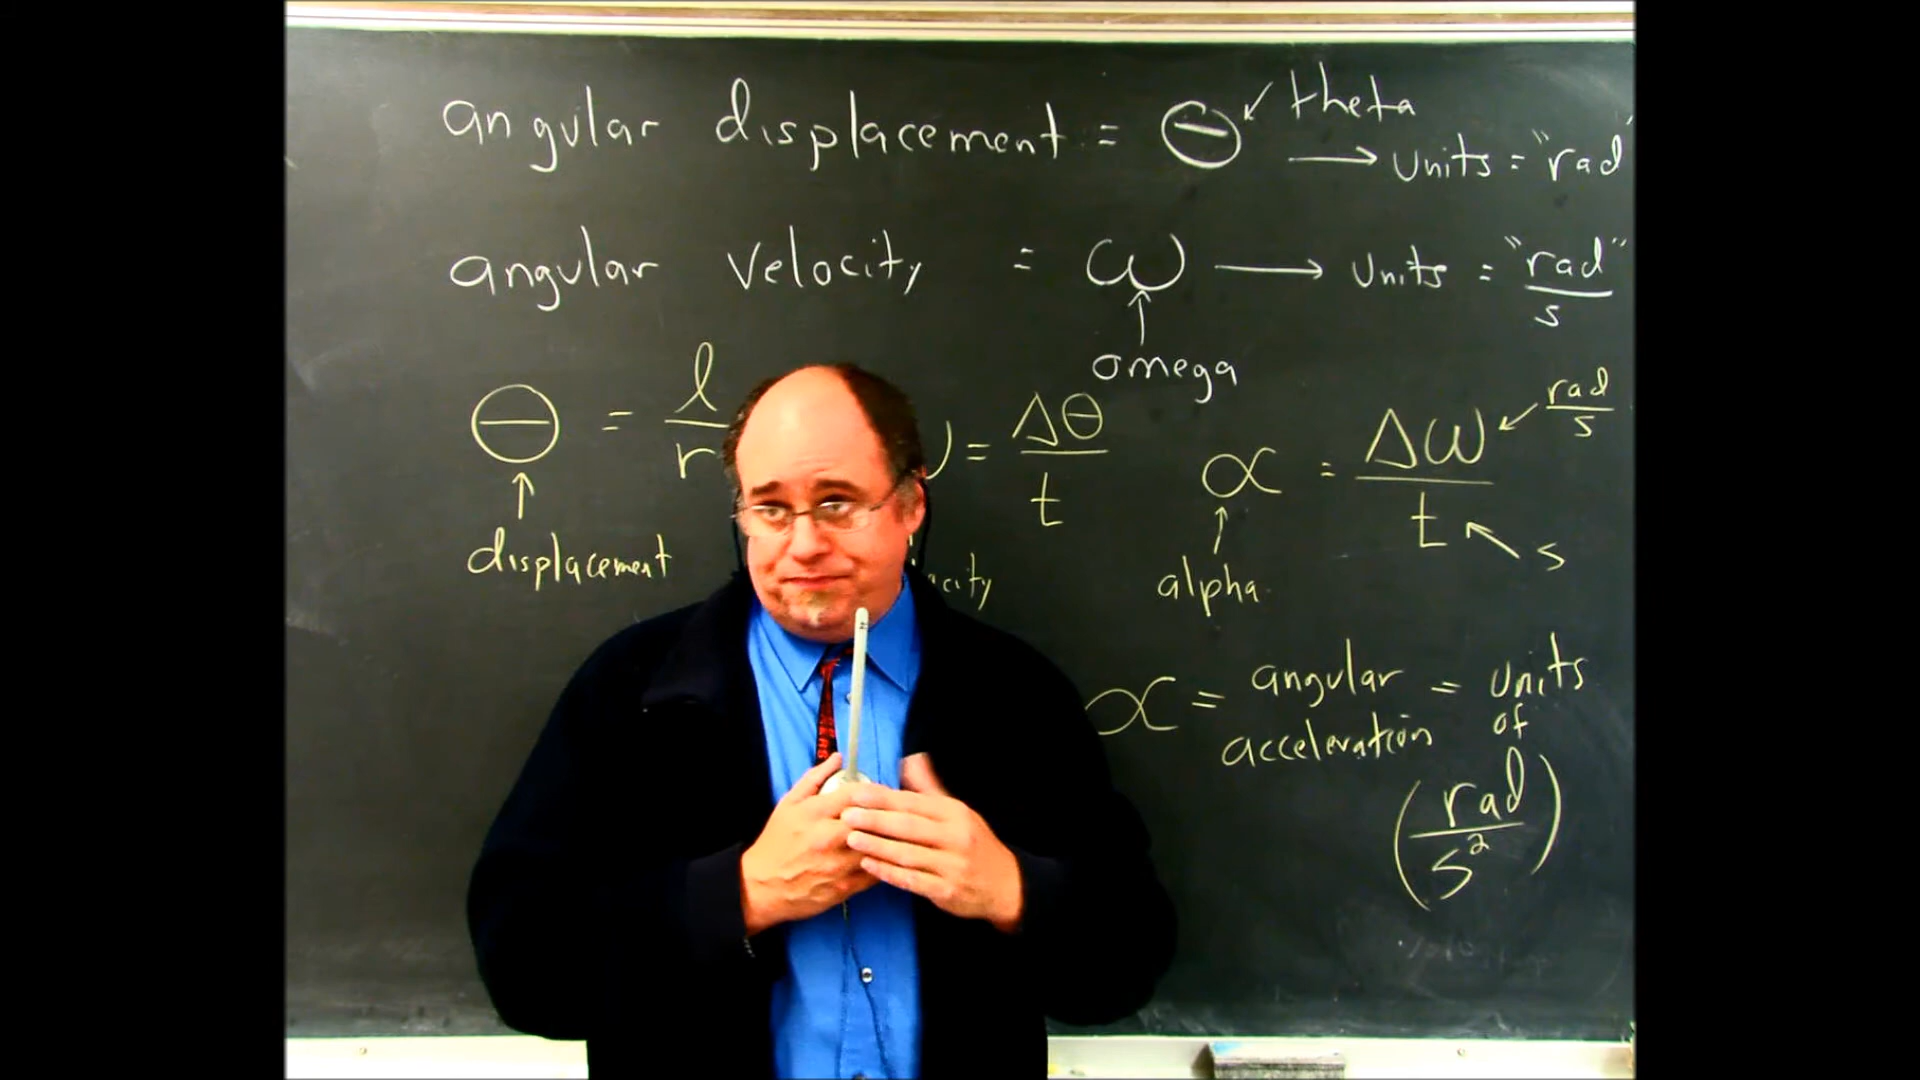 angular displacement = Θ ↙ theta
→ units = "rad"
angular velocity = ω → units = "rad"/s
↑
omega
Θ = l/r
= Δθ/t
α = Δω/t
rad/s
s
↑
displacement
↑
alpha
α = angular acceleration = units of
(rad/s²)